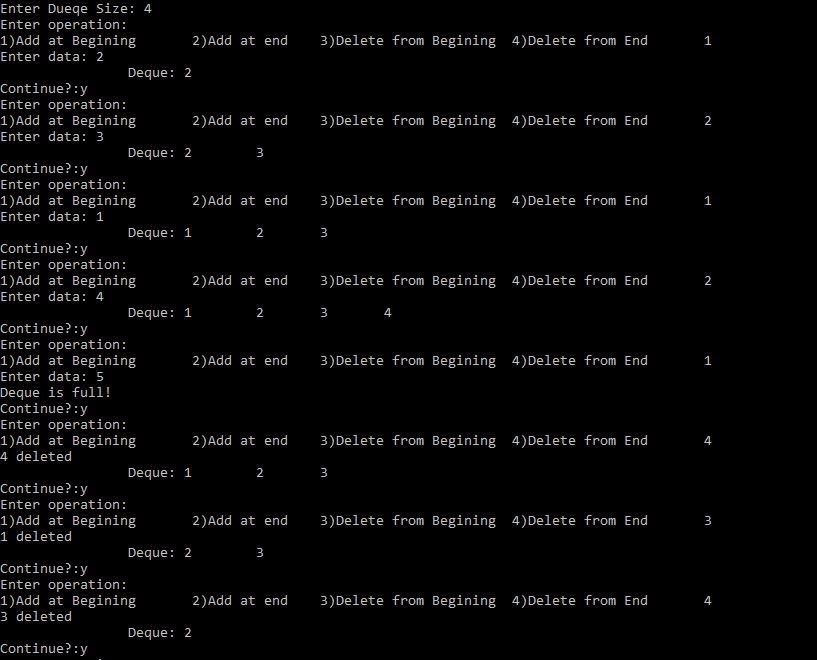 Enter Dueqe Size: 4
Enter operation:
1)Add at Begining 2)Add at end 3)Delete from Begining 4)Delete from End 1
Enter data: 2
Deque: 2
Continue?:y
Enter operation:
1)Add at Begining 2)Add at end 3)Delete from Begining 4)Delete from End 2
Enter data: 3
Deque: 2 3
Continue?:y
Enter operation:
1)Add at Begining 2)Add at end 3)Delete from Begining 4)Delete from End 1
Enter data: 1
Deque: 1 2 3
Continue?:y
Enter operation:
1)Add at Begining 2)Add at end 3)Delete from Begining 4)Delete from End 2
Enter data: 4
Deque: 1 2 3 4
Continue?:y
Enter operation:
1)Add at Begining 2)Add at end 3)Delete from Begining 4)Delete from End 1
Enter data: 5
Deque is full!
Continue?:y
Enter operation:
1)Add at Begining 2)Add at end 3)Delete from Begining 4)Delete from End 4
4 deleted
Deque: 1 2 3
Continue?:y
Enter operation:
1)Add at Begining 2)Add at end 3)Delete from Begining 4)Delete from End 3
1 deleted
Deque: 2 3
Continue?:y
Enter operation:
1)Add at Begining 2)Add at end 3)Delete from Begining 4)Delete from End 4
3 deleted
Deque: 2
Continue?:y